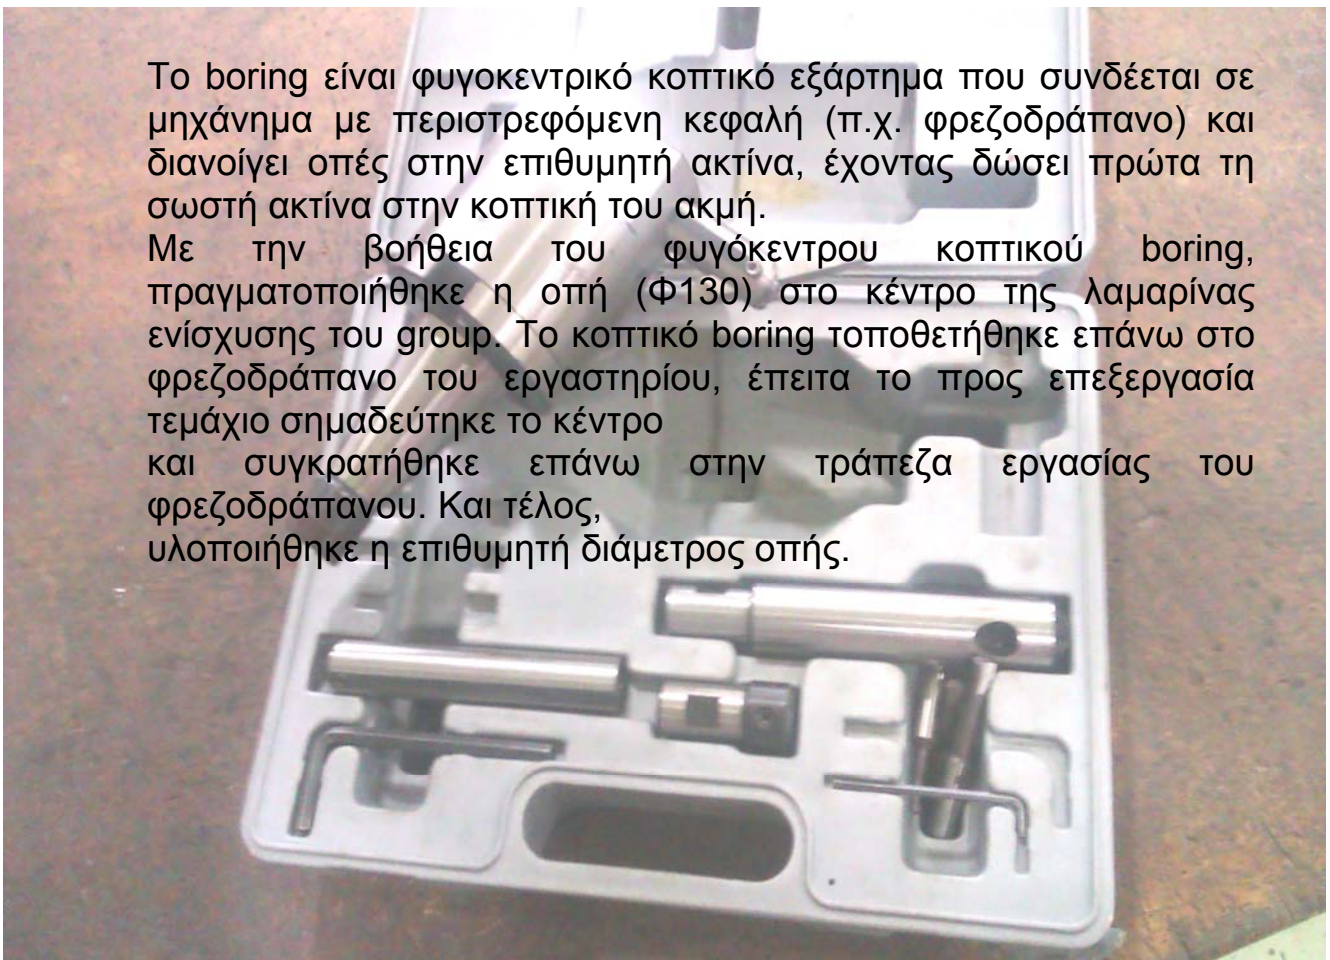 Το boring είναι φυγοκεντρικό κοπτικό εξάρτημα που συνδέεται σε
μηχάνημα με περιστρεφόμενη κεφαλή (π.χ. φρεζοδράπανο) και
διανοίγει οπές στην επιθυμητή ακτίνα, έχοντας δώσει πρώτα τη
σωστή ακτίνα στην κοπτική του ακμή.
Με την βοήθεια του φυγόκεντρου κοπτικού boring,
πραγματοποιήθηκε η οπή (Φ130) στο κέντρο της λαμαρίνας
ενίσχυσης του group. Το κοπτικό boring τοποθετήθηκε επάνω στο
φρεζοδράπανο του εργαστηρίου, έπειτα το προς επεξεργασία
τεμάχιο σημαδεύτηκε το κέντρο
και συγκρατήθηκε επάνω στην τράπεζα εργασίας του
φρεζοδράπανου. Και τέλος,
υλοποιήθηκε η επιθυμητή διάμετρος οπής.